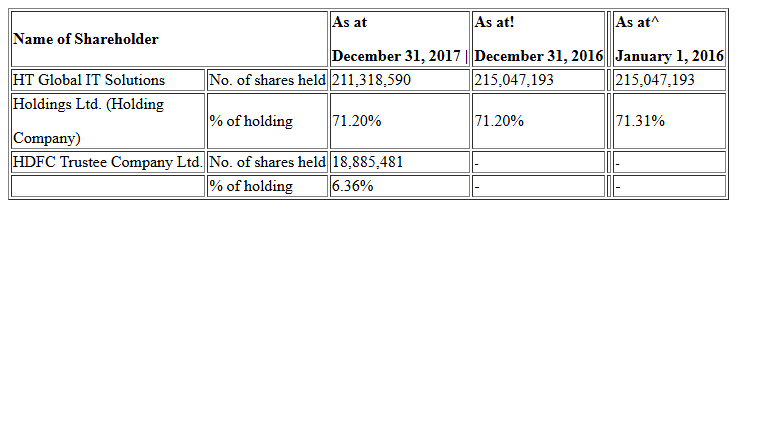 Name of Shareholder As at December 31, 2017 | As at! December 31, 2016 As at^ January 1, 2016
HT Global IT Solutions No. of shares held 211,318,590 215,047,193 215,047,193
Holdings Ltd. (Holding Company) % of holding 71.20% 71.20% 71.31%
HDFC Trustee Company Ltd. No. of shares held 18,885,481 - -
% of holding 6.36% - -